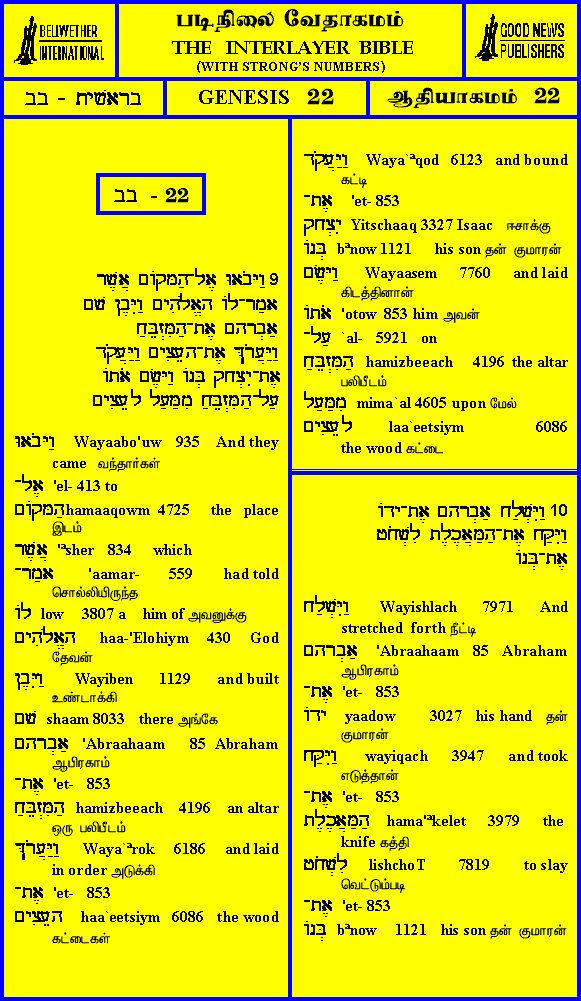 BELLWETHER
INTERNATIONAL
படிநிலை வேதாகமம்
THE INTERLAYER BIBLE
(WITH STRONG'S NUMBERS)
GOOD NEWS
PUBLISHERS
בראשית - בב
GENESIS 22
ஆதியாகமம் 22
בב - 22
9 וַיָּבֹאוּ אֶל־הַמָּקוֹם אֲשֶׁר
אָמַר־לוֹ הָאֱלֹהִים וַיִּבֶן שָׁם
אַבְרָהָם אֶת־הַמִּזְבֵּחַ
וַיַּעֲרֹךְ אֶת־הָעֵצִים וַיַּעֲקֹד
אֶת־יִצְחָק בְּנוֹ וַיָּשֶׂם אֹתוֹ
עַל־הַמִּזְבֵּחַ מִמַּעַל לָעֵצִים
וַיָּבֹאוּ Wayaabo'uw 935 And they
came வந்தார்கள்
אֶל־ 'el- 413 to
הַמָּקוֹם hamaaqowm 4725 the place
இடம்
אֲשֶׁר 'ªsher 834 which
אָמַר־ 'aamar- 559 had told
சொல்லியிருந்த
לוֹ low 3807 a him of அவனுக்கு
הָאֱלֹהִים haa-'Elohiym 430 God
தேவன்
וַיִּבֶן Wayiben 1129 and built
உண்டாக்கி
שָׁם shaam 8033 there அங்கே
אַבְרָהָם 'Abraahaam 85 Abraham
ஆபிரகாம்
אֶת־ 'et- 853
הַמִּזְבֵּחַ hamizbeeach 4196 an altar
ஒரு பலிபீடம்
וַיַּעֲרֹךְ Waya`ªrok 6186 and laid
in order அடுக்கி
אֶת־ 'et- 853
הָעֵצִים haa`eetsiym 6086 the wood
கட்டைகள்
וַיַּעֲקֹד Waya`ªqod 6123 and bound
கட்டி
אֶת־ 'et- 853
יִצְחָק Yitschaaq 3327 Isaac ஈசாக்கு
בְּנוֹ bªnow 1121 his son தன் குமாரன்
וַיָּשֶׂם Wayaasem 7760 and laid
கிடத்தினான்
אֹתוֹ 'otow 853 him அவன்
עַל־ `al- 5921 on
הַמִּזְבֵּחַ hamizbeeach 4196 the altar
பலிபீடம்
מִמַּעַל mima`al 4605 upon மேல்
לָעֵצִים laa`eetsiym 6086
the wood கட்டை
10 וַיִּשְׁלַח אַבְרָהָם אֶת־יָדוֹ
וַיִּקַּח אֶת־הַמַּאֲכֶלֶת לִשְׁחֹט
אֶת־בְּנוֹ
וַיִּשְׁלַח Wayishlach 7971 And
stretched forth நீட்டி
אַבְרָהָם 'Abraahaam 85 Abraham
ஆபிரகாம்
אֶת־ 'et- 853
יָדוֹ yaadow 3027 his hand தன்
குமாரன்
וַיִּקַּח wayiqach 3947 and took
எடுத்தான்
אֶת־ 'et- 853
הַמַּאֲכֶלֶת hama'ªkelet 3979 the
knife கத்தி
לִשְׁחֹט lishchoT 7819 to slay
வெட்டும்படி
אֶת־ 'et- 853
בְּנוֹ bªnow 1121 his son தன் குமாரன்